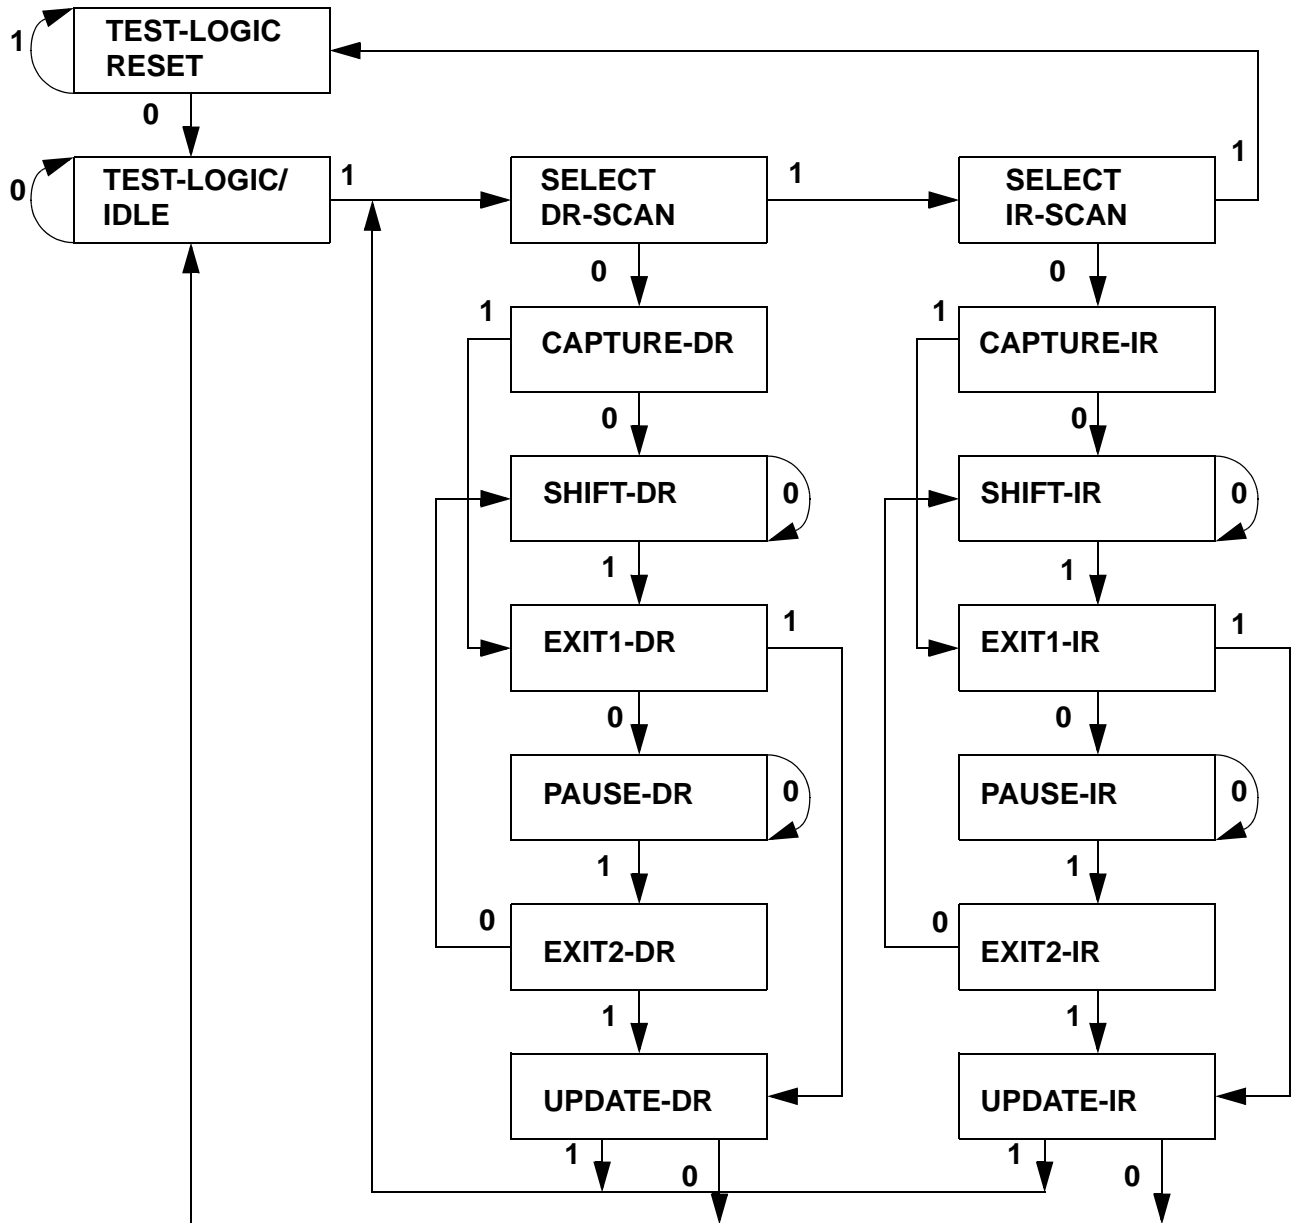 1
TEST-LOGIC
RESET
0
0
TEST-LOGIC/
IDLE
1
SELECT
DR-SCAN
1
SELECT
IR-SCAN
1
0
0
1
CAPTURE-DR
1
CAPTURE-IR
0
0
SHIFT-DR
0
SHIFT-IR
0
1
1
EXIT1-DR
1
EXIT1-IR
1
0
0
PAUSE-DR
0
PAUSE-IR
0
1
1
0
EXIT2-DR
0
EXIT2-IR
1
1
UPDATE-DR
UPDATE-IR
1
0
1
0